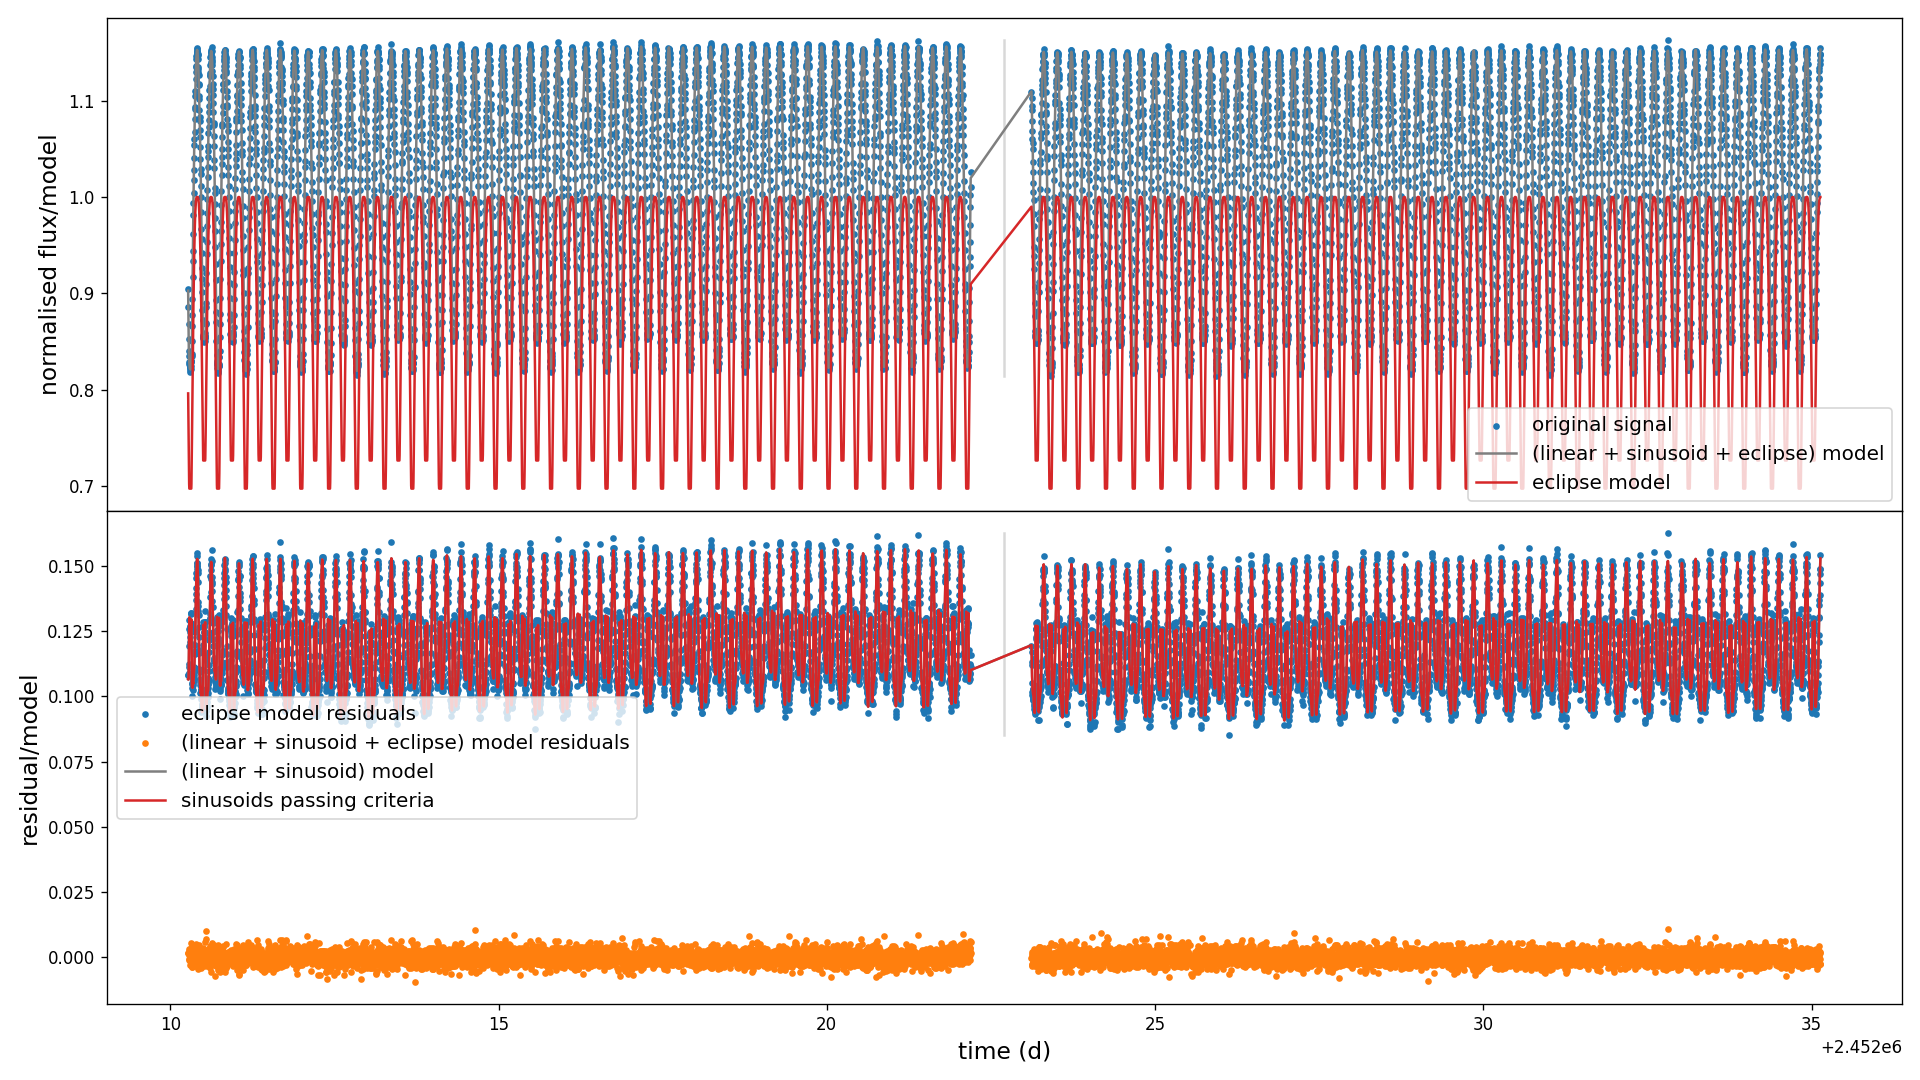 normalised flux/model
1.1
1.0
0.9
0.8
0.7
original signal
(linear + sinusoid + eclipse) model
eclipse model
residual/model
0.150
0.125
0.100
0.075
0.050
0.025
0.000
eclipse model residuals
(linear + sinusoid + eclipse) model residuals
(linear + sinusoid) model
sinusoids passing criteria
10 15 20 25 30 35
+2.452e6
time (d)